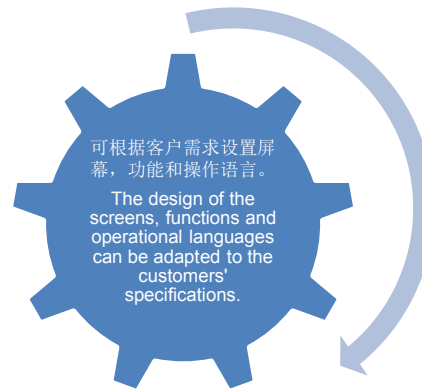 可根据客户需求设置屏
幕，功能和操作语言。
The design of the
screens, functions and
operational languages
can be adapted to the
customers'
specifications.